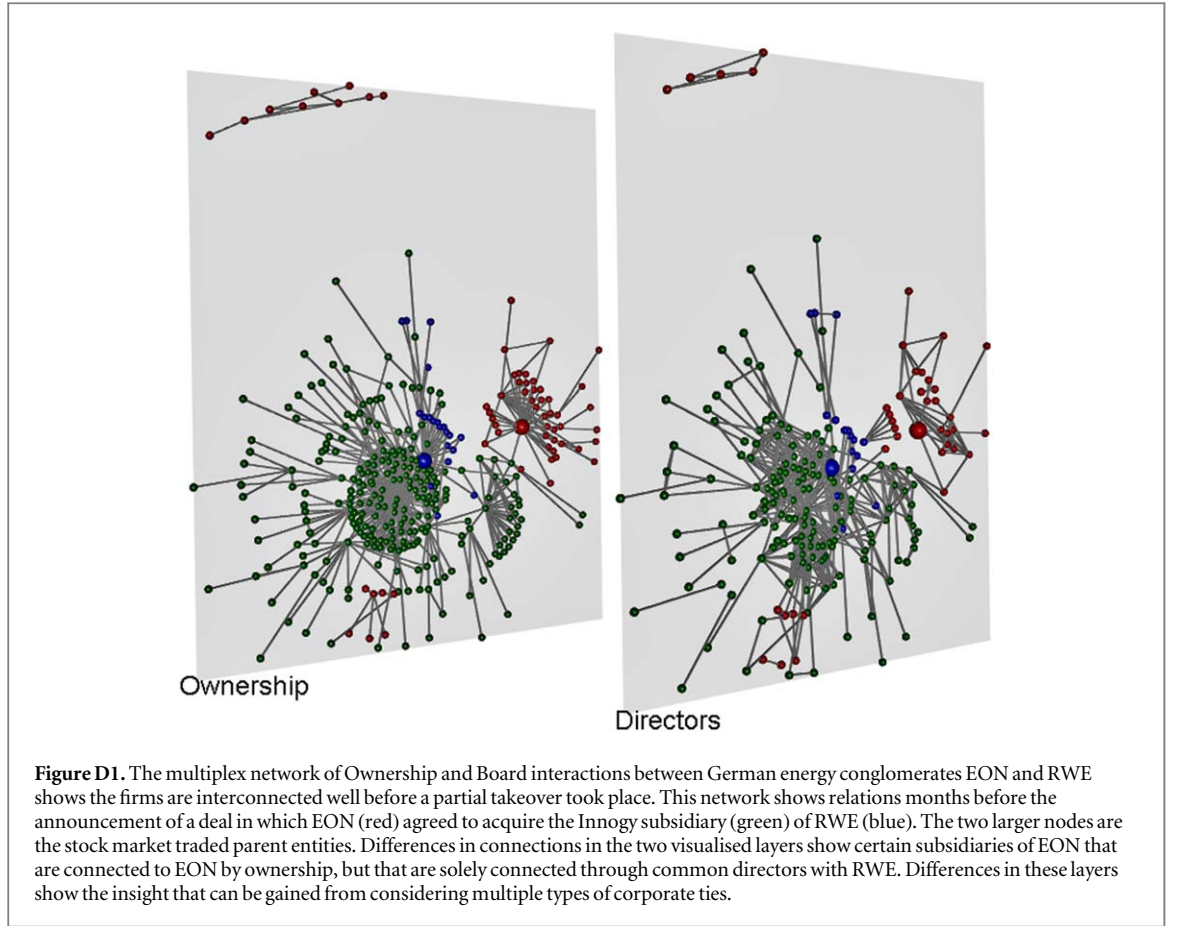 Ownership
Directors
Figure D1. The multiplex network of Ownership and Board interactions between German energy conglomerates EON and RWE
shows the firms are interconnected well before a partial takeover took place. This network shows relations months before the
announcement of a deal in which EON (red) agreed to acquire the Innogy subsidiary (green) of RWE (blue). The two larger nodes are
the stock market traded parent entities. Differences in connections in the two visualised layers show certain subsidiaries of EON that
are connected to EON by ownership, but that are solely connected through common directors with RWE. Differences in these layers
show the insight that can be gained from considering multiple types of corporate ties.